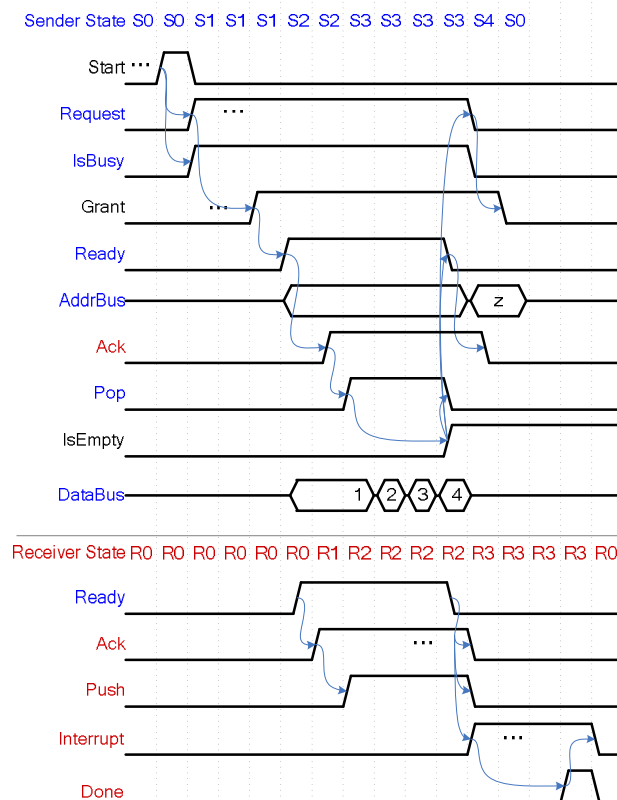 Sender State S0 S0 S1 S1 S1 S2 S2 S3 S3 S3 S3 S4 S0
Start ...
Request ...
IsBusy
Grant ...
Ready
AddrBus z
Ack
Pop
IsEmpty
DataBus 1 2 3 4
Receiver State R0 R0 R0 R0 R0 R0 R1 R2 R2 R2 R2 R3 R3 R3 R3 R0
Ready
Ack ...
Push
Interrupt ...
Done